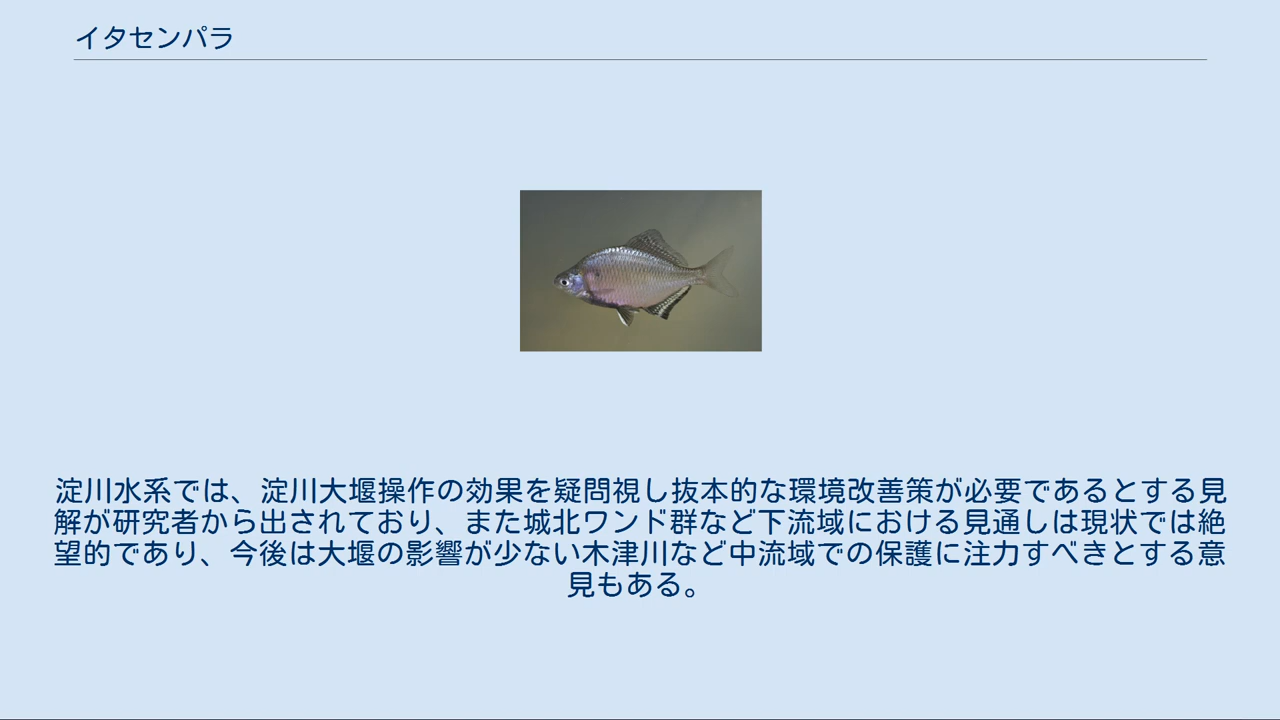 イタセンパラ
淀川水系では、淀川大堰操作の効果を疑問視し抜本的な環境改善策が必要であるとする見
解が研究者から出されており、また城北ワンド群など下流域における見通しは現状では絶
望的であり、今後は大堰の影響が少ない木津川など中流域での保護に注力すべきとする意
見もある。